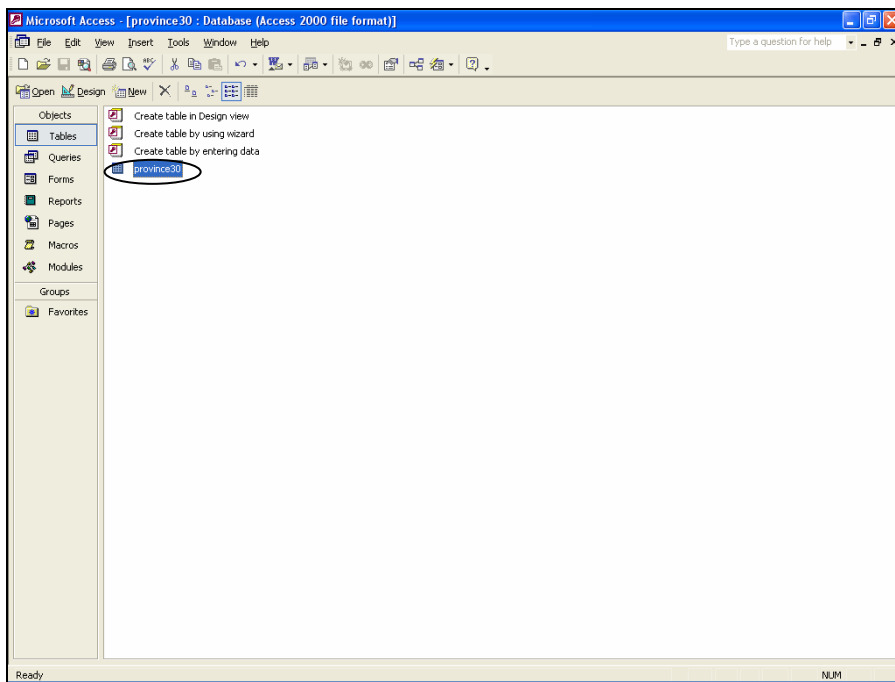 Microsoft Access - [province30 : Database (Access 2000 file format)]
File Edit View Insert Tools Window Help Type a question for help
Open Design New
Objects
Tables
Queries
Forms
Reports
Pages
Macros
Modules
Groups
Favorites
Create table in Design view
Create table by using wizard
Create table by entering data
province30
Ready NUM